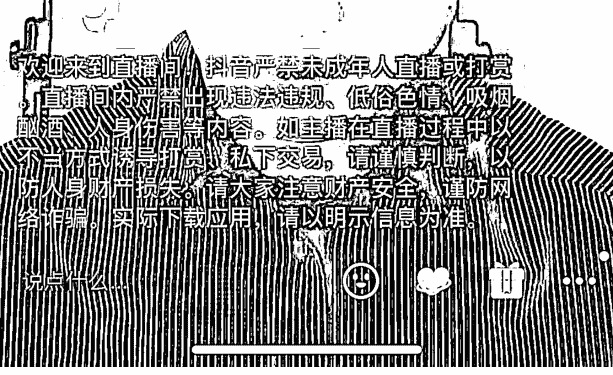 欢迎来到直播间！抖音严禁未成年人直播或打赏
。直播间内严禁出现违法违规、低俗色情、吸烟
酗酒、人身伤害等内容。如主播在直播过程中以
不当方式诱导打赏、私下交易，请谨慎判断，以
防人身财产损失。请大家注意财产安全，谨防网
络诈骗。实际下载应用，请以明示信息为准。
说点什么...